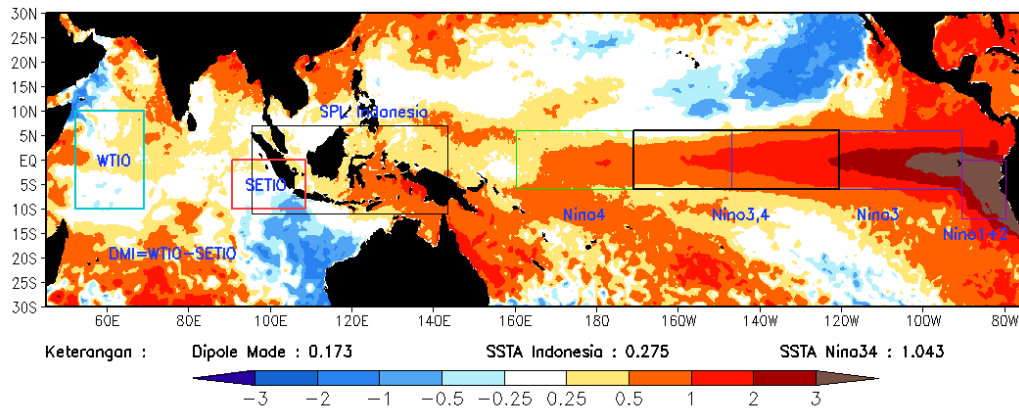 30N
25N
20N
15N
10N
5N
EQ
5S
10S
15S
20S
25S
30S
SPL Indonesia
WTIO
SETIO
Nino4
Nino3,4
Nino3
Nino1+2
DMI=WTIO-SETIO
60E 80E 100E 120E 140E 160E 180 160W 140W 120W 100W 80W
Keterangan : Dipole Mode : 0.173 SSTA Indonesia : 0.275 SSTA Nino34 : 1.043
-3 -2 -1 -0.5 -0.25 0.25 0.5 1 2 3